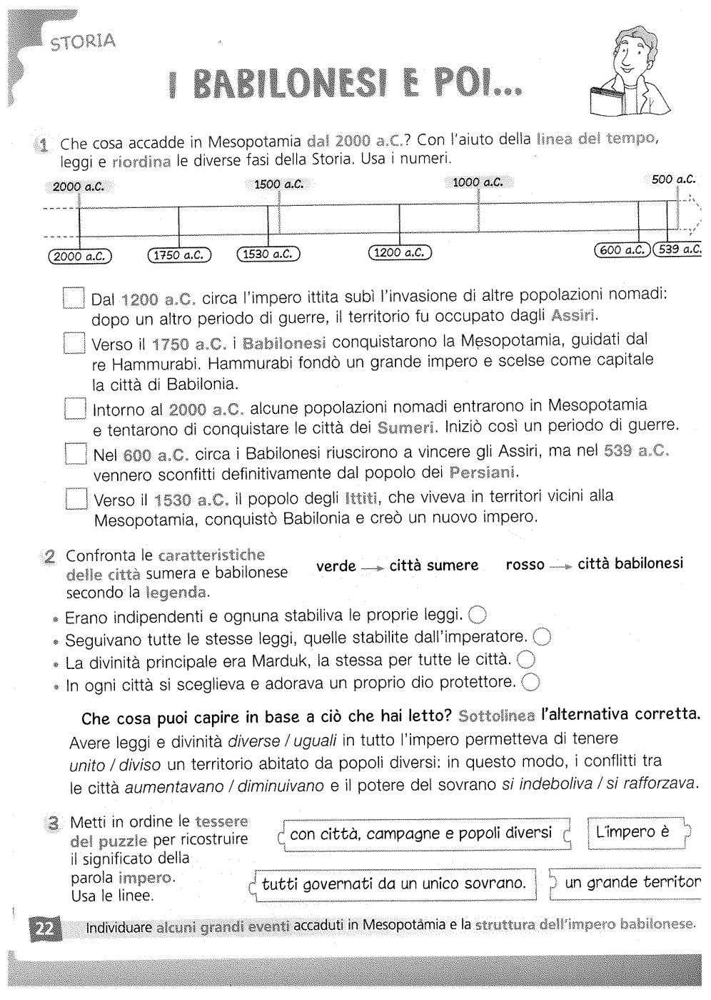 STORIA
I BABILONESI E POI...
1 Che cosa accadde in Mesopotamia dal 2000 a.C.? Con l'aiuto della linea del tempo,
leggi e riordina le diverse fasi della Storia. Usa i numeri.
2000 a.C. 1500 a.C. 1000 a.C. 500 a.C.
2000 a.C. 1750 a.C. 1530 a.C. 1200 a.C. 600 a.C. 539 a.C.
Dal 1200 a.C. circa l'impero ittita subì l'invasione di altre popolazioni nomadi:
dopo un altro periodo di guerre, il territorio fu occupato dagli Assiri.
Verso il 1750 a.C. i Babilonesi conquistarono la Mesopotamia, guidati dal
re Hammurabi. Hammurabi fondò un grande impero e scelse come capitale
la città di Babilonia.
Intorno al 2000 a.C. alcune popolazioni nomadi entrarono in Mesopotamia
e tentarono di conquistare le città dei Sumeri. Iniziò così un periodo di guerre.
Nel 600 a.C. circa i Babilonesi riuscirono a vincere gli Assiri, ma nel 539 a.C.
vennero sconfitti definitivamente dal popolo dei Persiani.
Verso il 1530 a.C. il popolo degli Ittiti, che viveva in territori vicini alla
Mesopotamia, conquistò Babilonia e creò un nuovo impero.
2 Confronta le caratteristiche
delle città sumera e babilonese
secondo la legenda.
verde → città sumere rosso → città babilonesi
• Erano indipendenti e ognuna stabiliva le proprie leggi.
• Seguivano tutte le stesse leggi, quelle stabilite dall'imperatore.
• La divinità principale era Marduk, la stessa per tutte le città.
• In ogni città si sceglieva e adorava un proprio dio protettore.
Che cosa puoi capire in base a ciò che hai letto? Sottolinea l'alternativa corretta.
Avere leggi e divinità diverse / uguali in tutto l'impero permetteva di tenere
unito / diviso un territorio abitato da popoli diversi: in questo modo, i conflitti tra
le città aumentavano / diminuivano e il potere del sovrano si indeboliva / si rafforzava.
3 Metti in ordine le tessere
del puzzle per ricostruire
il significato della
parola impero.
Usa le linee.
con città, campagne e popoli diversi
L'impero è
tutti governati da un unico sovrano.
un grande territor
22 Individuare alcuni grandi eventi accaduti in Mesopotamia e la struttura dell'impero babilonese.